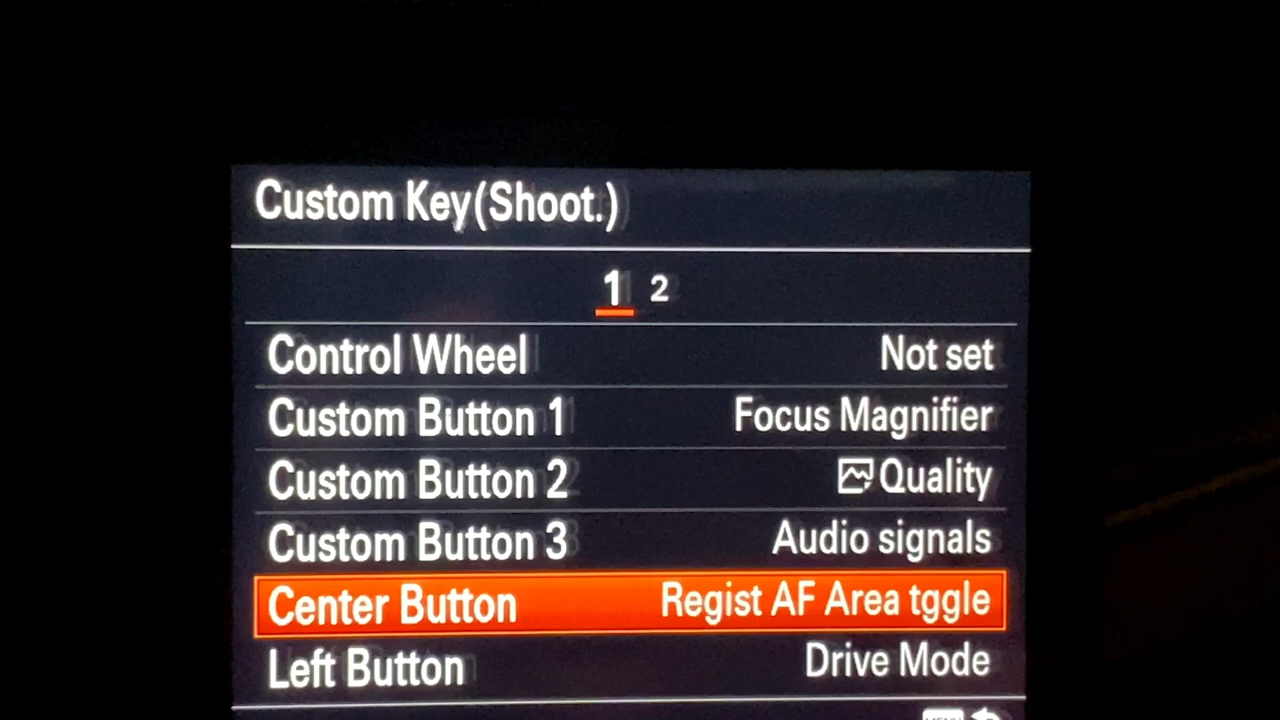 Custom Key(Shoot.)
1 2
Control Wheel Not set
Custom Button 1 Focus Magnifier
Custom Button 2 Quality
Custom Button 3 Audio signals
Center Button Regist AF Area tggle
Left Button Drive Mode